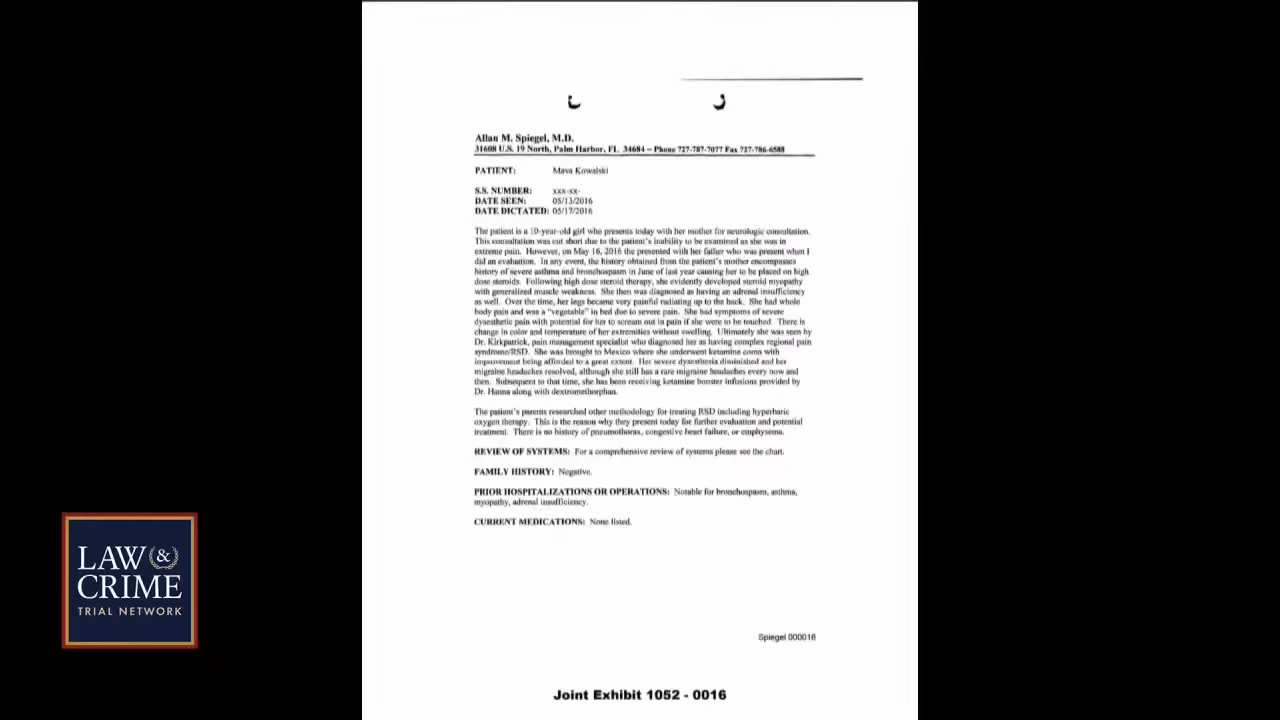 Allan M. Spiegel, M.D.
31608 U.S. 19 North, Palm Harbor, FL 34684 – Phone 727-787-7077 Fax 727-786-6588
PATIENT: Maya Kowalski
S.S. NUMBER: xxx-xx-
DATE SEEN: 05/13/2016
DATE DICTATED: 05/17/2016
The patient is a 10-year-old girl who presents today with her mother for neurologic consultation.
This consultation was cut short due to the patient's inability to be examined as she was in
extreme pain. However, on May 16, 2016 the presented with her father who was present when I
did an evaluation. In any event, the history obtained from the patient's mother encompasses
history of severe asthma and bronchospasm in June of last year causing her to be placed on high
dose steroids. Following high dose steroid therapy, she evidently developed steroid myopathy
with generalized muscle weakness. She then was diagnosed as having an adrenal insufficiency
as well. Over the time, her legs became very painful radiating up to the back. She had whole
body pain and was a "vegetable" in bed due to severe pain. She had symptoms of severe
dysesthetic pain with potential for her to scream out in pain if she were to be touched. There is
change in color and temperature of her extremities without swelling. Ultimately she was seen by
Dr. Kirkpatrick, pain management specialist who diagnosed her as having complex regional pain
syndrome/RSD. She was brought to Mexico where she underwent ketamine coma with
improvement being afforded to a great extent. Her severe dysesthesia diminished and her
migraine headaches resolved, although she still has a rare migraine headaches every now and
then. Subsequent to that time, she has been receiving ketamine booster infusions provided by
Dr. Hanna along with dextromethorphan.
The patient's parents researched other methodology for treating RSD including hyperbaric
oxygen therapy. This is the reason why they present today for further evaluation and potential
treatment. There is no history of pneumothorax, congestive heart failure, or emphysema.
REVIEW OF SYSTEMS: For a comprehensive review of systems please see the chart.
FAMILY HISTORY: Negative.
PRIOR HOSPITALIZATIONS OR OPERATIONS: Notable for bronchospasm, asthma,
myopathy, adrenal insufficiency.
CURRENT MEDICATIONS: None listed.
LAW &
CRIME
TRIAL NETWORK
Spiegel 000016
Joint Exhibit 1052 - 0016